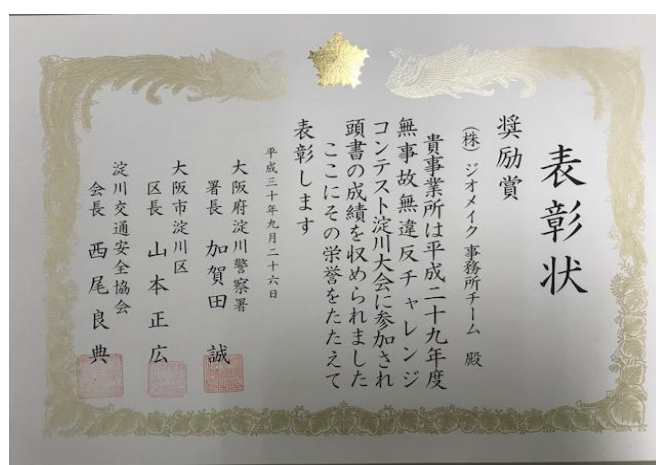 表彰状
奨励賞
(株)ジオメイク 事務所チーム 殿
貴事業所は平成二十九年度
無事故無違反チャレンジ
コンテスト淀川大会に参加され
頭書の成績を収められました
ここにその栄誉をたたえて
表彰します
平成三十年九月二十六日
大阪府淀川警察署
署長 加賀田 誠
大阪市淀川区
区長 山本正広
淀川交通安全協会
会長 西尾良典